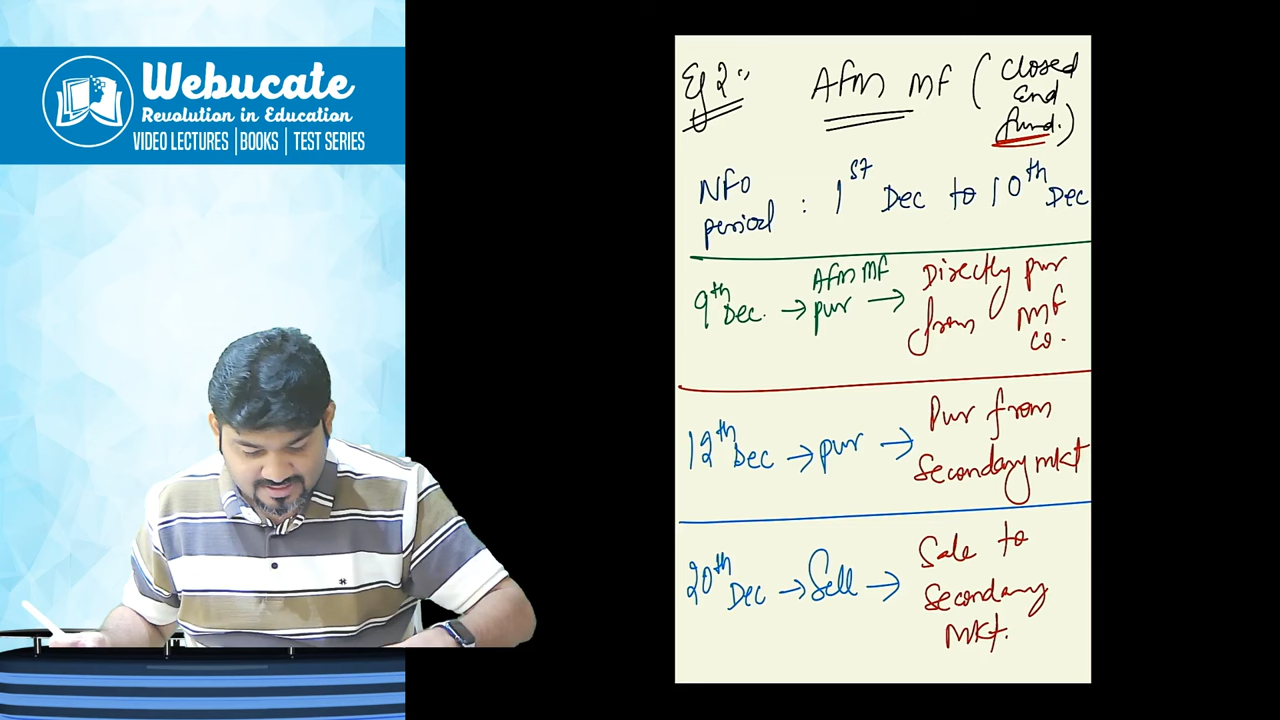 Webucate
Revolution in Education
VIDEO LECTURES | BOOKS | TEST SERIES
Eg 2:- AFM MF (Closed
End
fund.)
NFO
period : 1st Dec to 10th Dec
9th Dec. → AFM MF
pur → Directly pur
from MF
co.
12th Dec → pur → Pur from
Secondary mkt
20th Dec → Sell → Sale to
Secondary
Mkt.